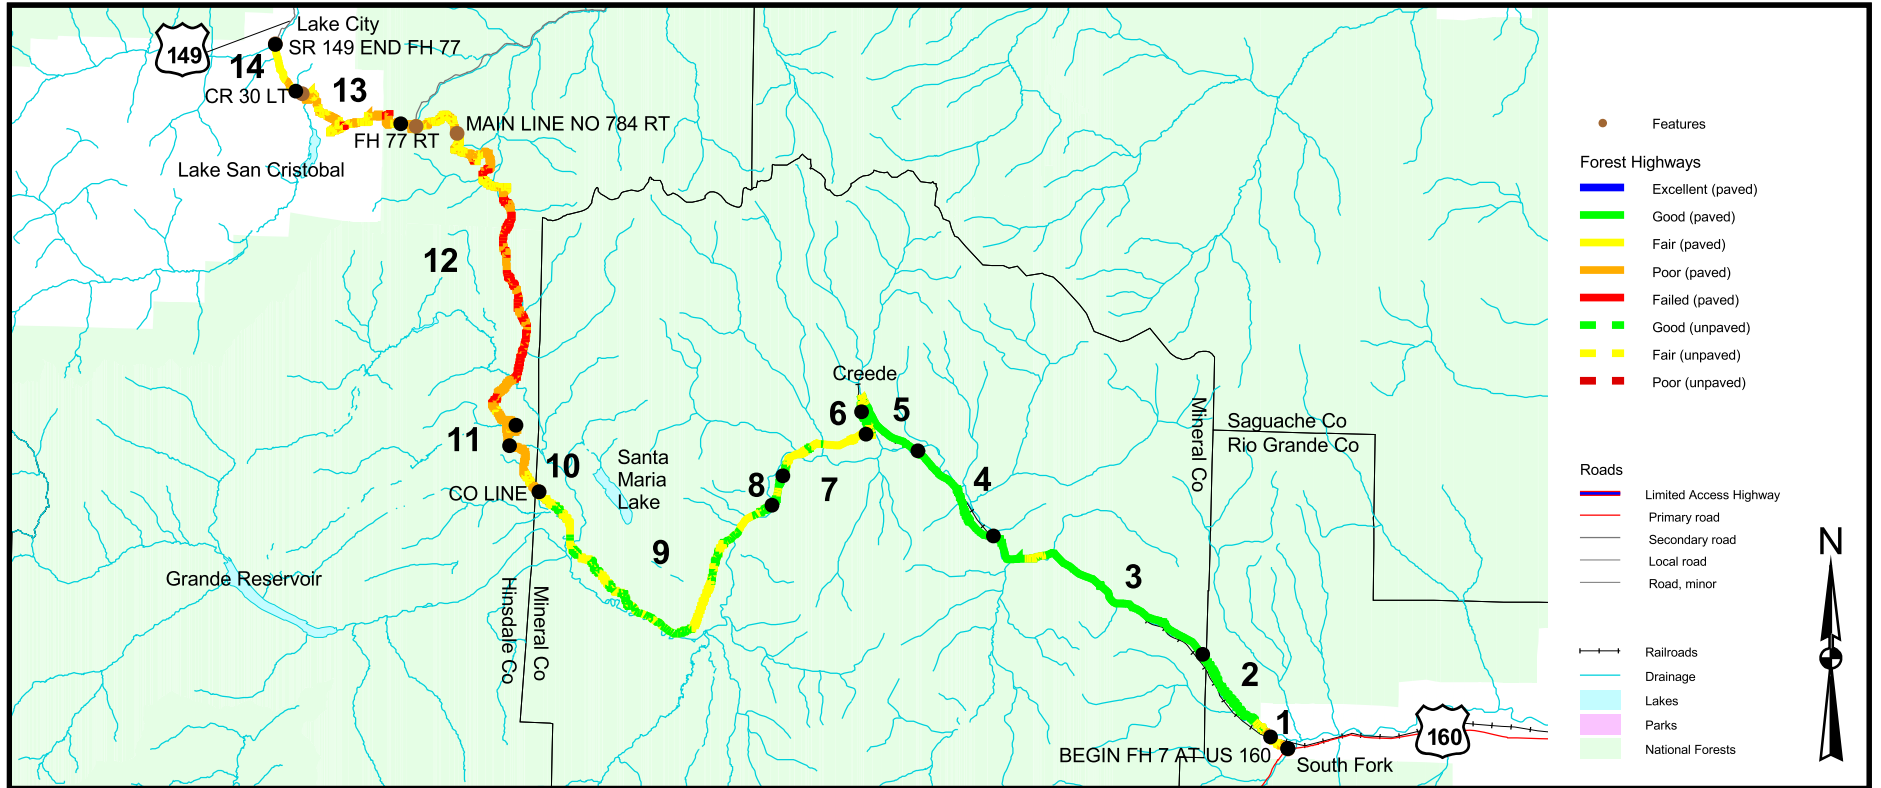 Lake City
149
SR 149 END FH 77
14
13
CR 30 LT
MAIN LINE NO 784 RT
FH 77 RT
Lake San Cristobal
12
Creede
6
5
11
10
Santa
Maria
Lake
CO LINE
8
7
4
9
3
Grande Reservoir
Hinsdale Co
Mineral Co
Mineral Co
Saguache Co
Rio Grande Co
2
1
BEGIN FH 7 AT US 160
South Fork
160
Features
Forest Highways
Excellent (paved)
Good (paved)
Fair (paved)
Poor (paved)
Failed (paved)
Good (unpaved)
Fair (unpaved)
Poor (unpaved)
Roads
Limited Access Highway
Primary road
Secondary road
Local road
Road, minor
Railroads
Drainage
Lakes
Parks
National Forests
N